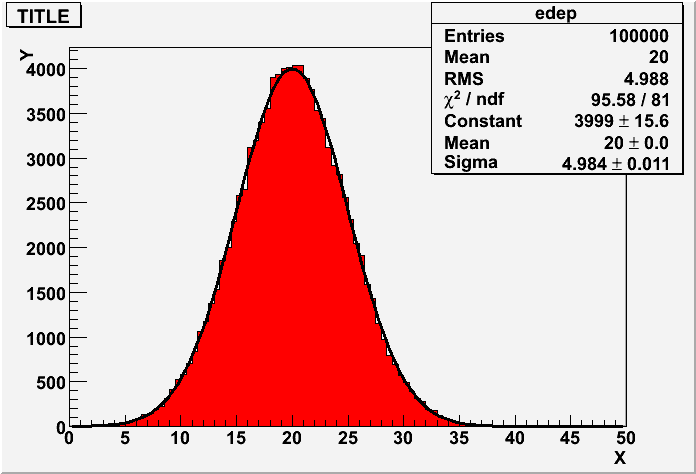 TITLE
edep
Entries 100000
Mean 20
RMS 4.988
χ² / ndf 95.58 / 81
Constant 3999 ± 15.6
Mean 20 ± 0.0
Sigma 4.984 ± 0.011
Y
4000
3500
3000
2500
2000
1500
1000
500
0
0 5 10 15 20 25 30 35 40 45 50
X